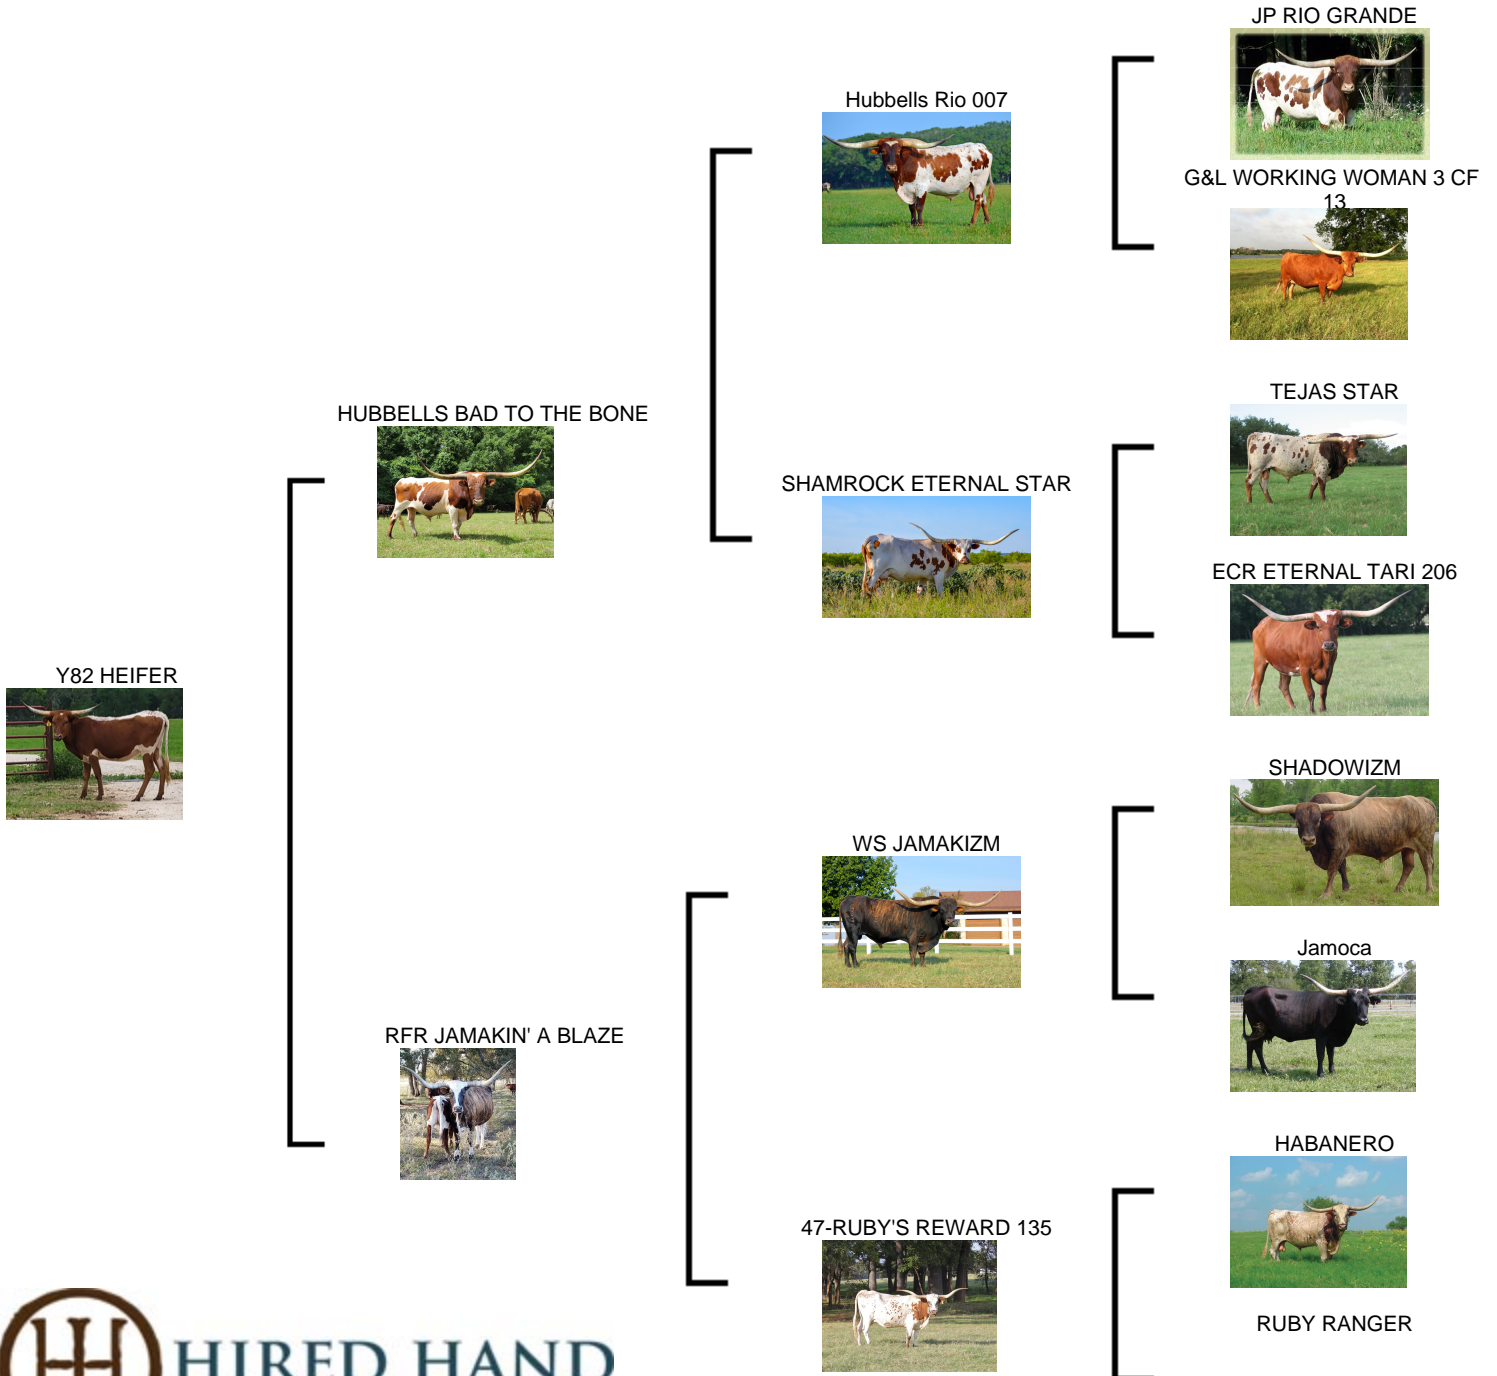 JP RIO GRANDE
Hubbells Rio 007
G&L WORKING WOMAN 3 CF
13
HUBBELLS BAD TO THE BONE
TEJAS STAR
SHAMROCK ETERNAL STAR
ECR ETERNAL TARI 206
Y82 HEIFER
SHADOWIZM
WS JAMAKIZM
Jamoca
RFR JAMAKIN' A BLAZE
HABANERO
47-RUBY'S REWARD 135
RUBY RANGER
HIRED HAND